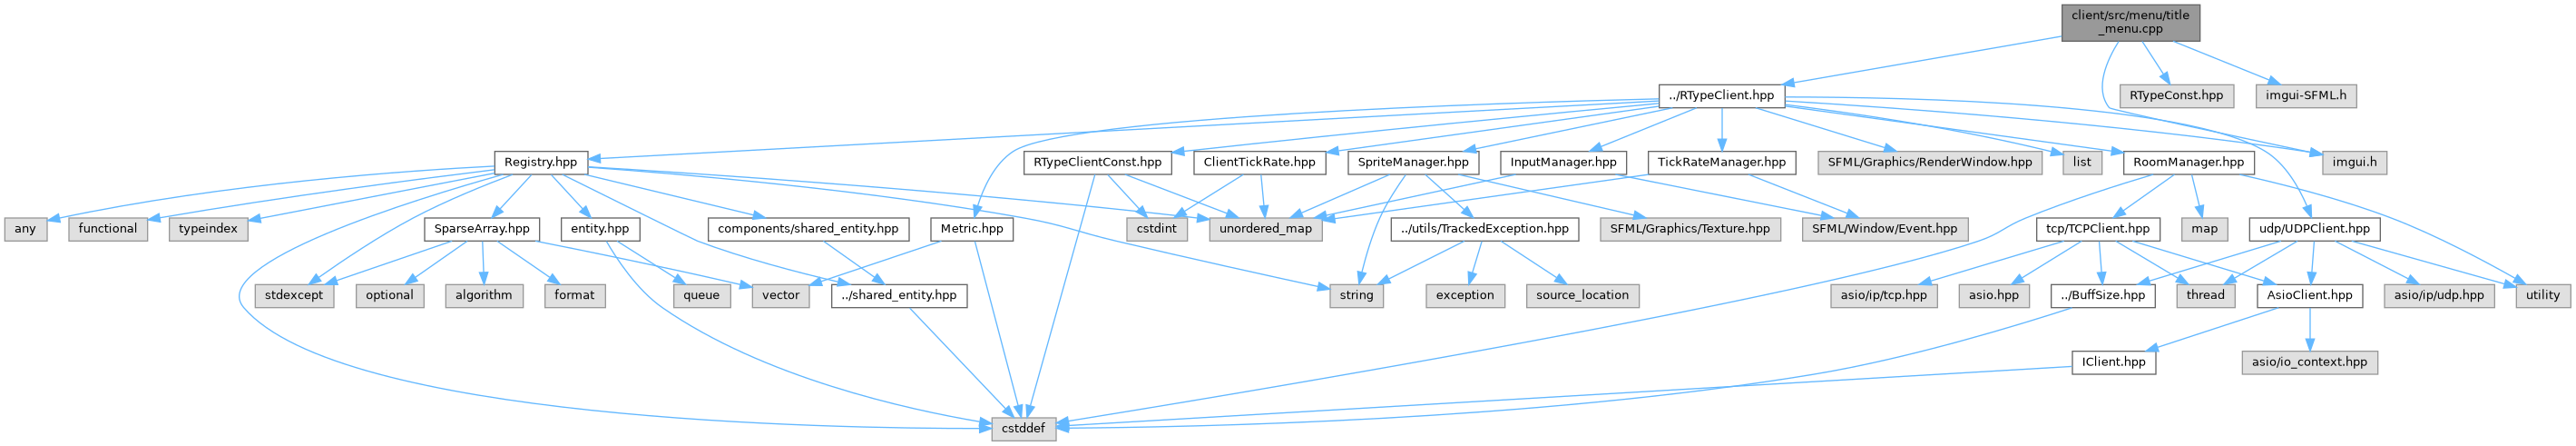 client/src/menu/title
_menu.cpp
../RTypeClient.hpp
RTypeConst.hpp
imgui-SFML.h
Registry.hpp
RTypeClientConst.hpp
ClientTickRate.hpp
SpriteManager.hpp
InputManager.hpp
TickRateManager.hpp
SFML/Graphics/RenderWindow.hpp
list
RoomManager.hpp
imgui.h
any
functional
typeindex
SparseArray.hpp
entity.hpp
components/shared_entity.hpp
Metric.hpp
cstdint
unordered_map
../utils/TrackedException.hpp
SFML/Graphics/Texture.hpp
SFML/Window/Event.hpp
tcp/TCPClient.hpp
map
udp/UDPClient.hpp
stdexcept
optional
algorithm
format
queue
vector
../shared_entity.hpp
string
exception
source_location
asio/ip/tcp.hpp
asio.hpp
../BuffSize.hpp
thread
AsioClient.hpp
asio/ip/udp.hpp
utility
IClient.hpp
asio/io_context.hpp
cstddef